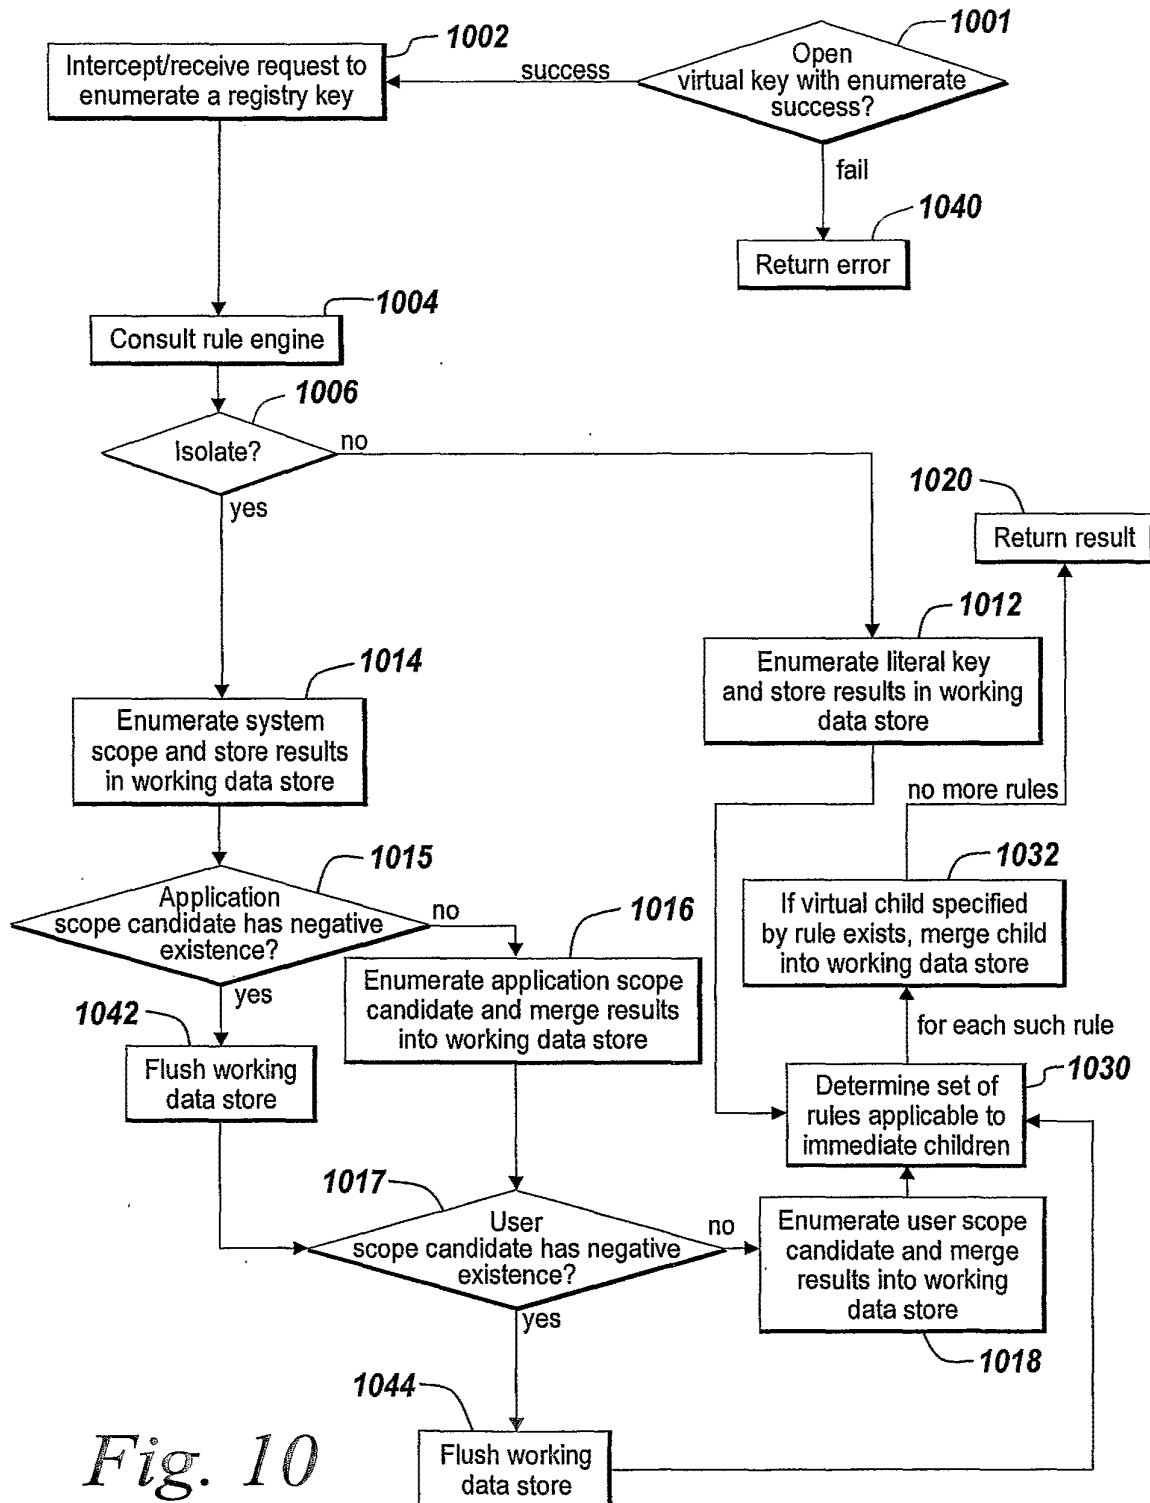 1002
Intercept/receive request to
enumerate a registry key
success
1001
Open
virtual key with enumerate
success?
fail
1040
Return error
1004
Consult rule engine
1006
Isolate?
no
yes
1020
Return result
1012
Enumerate literal key
and store results in working
data store
1014
Enumerate system
scope and store results
in working data store
no more rules
1015
Application
scope candidate has negative
existence?
no
yes
1016
Enumerate application scope
candidate and merge results
into working data store
1032
If virtual child specified
by rule exists, merge child
into working data store
for each such rule
1042
Flush working
data store
1030
Determine set of
rules applicable to
immediate children
1017
User
scope candidate has negative
existence?
no
yes
Enumerate user scope
candidate and merge
results into working
data store
1018
1044
Flush working
data store
Fig. 10